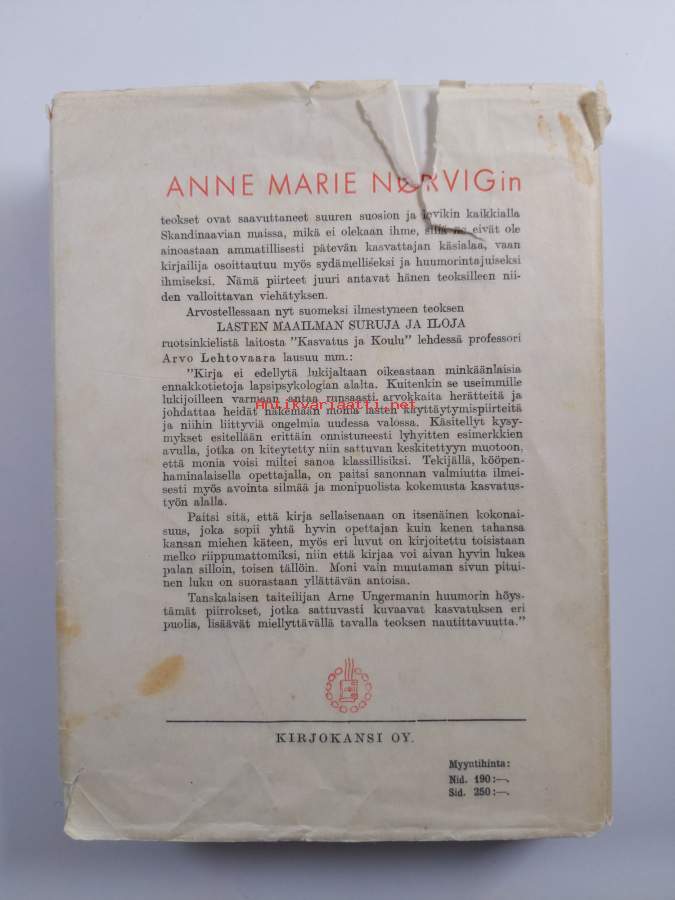 ANNE MARIE NØRVIGin
teokset ovat saavuttaneet suuren suosion ja levikin kaikkialla
Skandinaavian maissa, mikä ei olekaan ihme, sillä ne eivät ole
ainoastaan ammatillisesti pätevän kasvattajan käsialaa, vaan
kirjailija osoittautuu myös sydämelliseksi ja huumorintajuiseksi
ihmiseksi. Nämä piirteet juuri antavat hänen teoksilleen nii-
den valloittavan viehätyksen.
Arvostellessaan nyt suomeksi ilmestyneen teoksen
LASTEN MAAILMAN SURUJA JA ILOJA
ruotsinkielistä laitosta "Kasvatus ja Koulu" lehdessä professori
Arvo Lehtovaara lausuu mm.:
"Kirja ei edellytä lukijaltaan oikeastaan minkäänlaisia
ennakkotietoja lapsipsykologian alalta. Kuitenkin se useimmille
lukijoilleen varmaan antaa runsaasti arvokkaita herätteitä ja
Antikvariaatti.net
johdattaa heidät näkemään monia lasten käyttäytymispiirteitä
ja niihin liittyviä ongelmia uudessa valossa. Käsitellyt kysy-
mykset esitellään erittäin onnistuneesti lyhyitten esimerkkien
avulla, jotka on kiteytetty niin sattuvan keskitettyyn muotoon,
että monia voisi miltei sanoa klassillisiksi. Tekijällä, kööpen-
haminalaisella opettajalla, on paitsi sanonnan valmiutta ilmei-
sesti myös avointa silmää ja monipuolista kokemusta kasvatus-
työn alalla.
Paitsi sitä, että kirja sellaisenaan on itsenäinen kokonai-
suus, joka sopii yhtä hyvin opettajan kuin kenen tahansa
kansan miehen käteen, myös eri luvut on kirjoitettu toisistaan
melko riippumattomiksi, niin että kirjaa voi aivan hyvin lukea
palan silloin, toisen tällöin. Moni vain muutaman sivun pitui-
nen luku on suorastaan yllättävän antoisa.
Tanskalaisen taiteilijan Arne Ungermanin huumorin höys-
tämät piirrokset, jotka sattuvasti kuvaavat kasvatuksen eri
puolia, lisäävät miellyttävällä tavalla teoksen nautittavuutta."
KIRJOKANSI OY.
Myyntihinta:
Nid. 190:—.
Sid. 250:—.